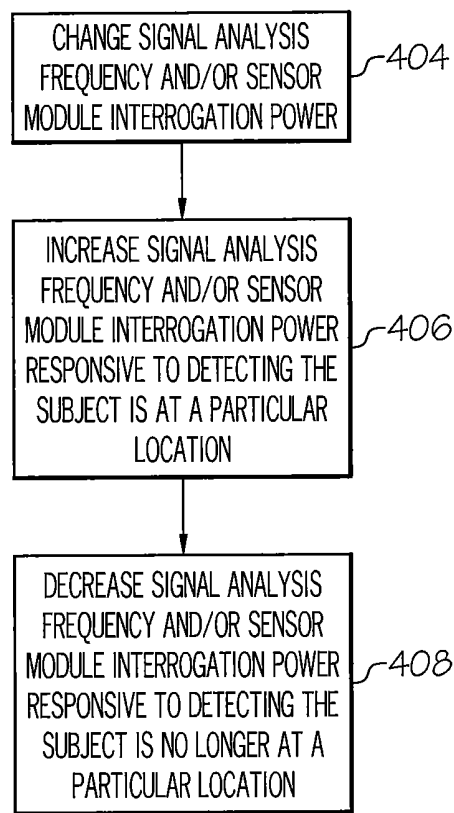 CHANGE SIGNAL ANALYSIS
FREQUENCY AND/OR SENSOR
MODULE INTERROGATION POWER
404
INCREASE SIGNAL ANALYSIS
FREQUENCY AND/OR SENSOR
MODULE INTERROGATION POWER
RESPONSIVE TO DETECTING THE
SUBJECT IS AT A PARTICULAR
LOCATION
406
DECREASE SIGNAL ANALYSIS
FREQUENCY AND/OR SENSOR
MODULE INTERROGATION POWER
RESPONSIVE TO DETECTING THE
SUBJECT IS NO LONGER AT A
PARTICULAR LOCATION
408